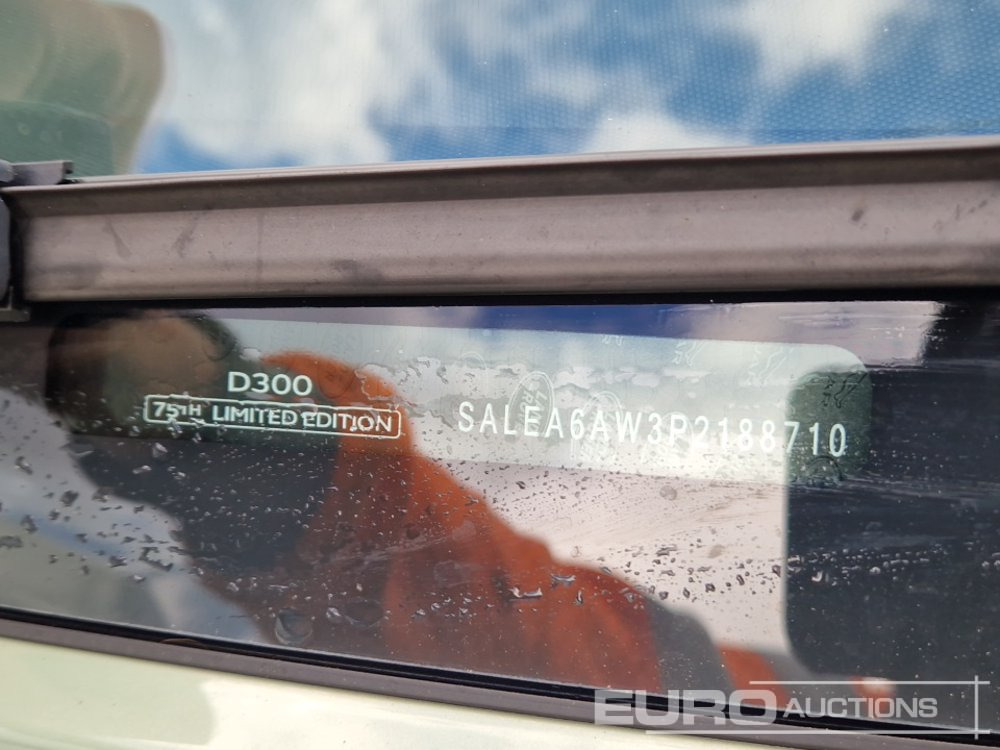 D300
75TH LIMITED EDITION
SALEA6AW3P2188710
EURO AUCTIONS